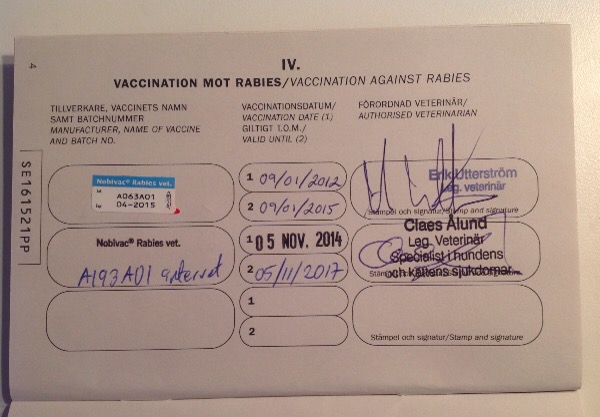 4
IV.
VACCINATION MOT RABIES/VACCINATION AGAINST RABIES
TILLVERKARE, VACCINETS NAMN
SAMT BATCHNUMMER
MANUFACTURER, NAME OF VACCINE
AND BATCH NO.
VACCINATIONSDATUM/
VACCINATION DATE (1)
GILTIGT T.O.M./
VALID UNTIL (2)
FÖRORDNAD VETERINÄR/
AUTHORISED VETERINARIAN
SE161521PP
Nobivac® Rabies vet.
A063A01
04-2015
1 09/01/2012
2 09/01/2015
Erik Utterström
Leg. veterinär
Stämpel och signatur/Stamp and signature
Nobivac® Rabies vet.
A193A01
1 05 NOV. 2014
2 05/11/2017
Claes Ålund
Leg. Veterinär
Specialist i hundens
och kattens sjukdomar
1
2
Stämpel och signatur/Stamp and signature